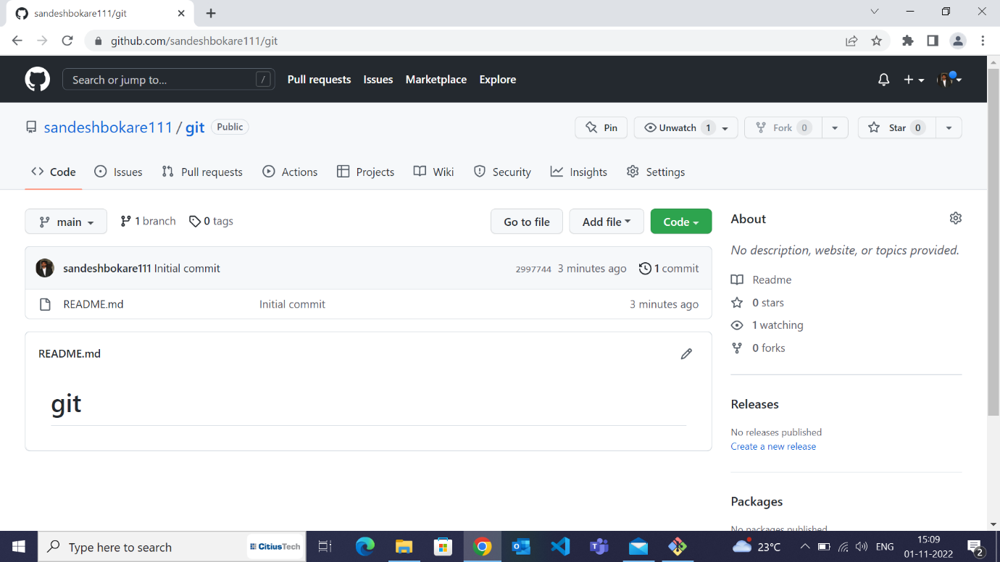 sandeshbokare111/git
github.com/sandeshbokare111/git
Search or jump to... / Pull requests Issues Marketplace Explore
sandeshbokare111 / git Public Pin Unwatch 1 Fork 0 Star 0
Code Issues Pull requests Actions Projects Wiki Security Insights Settings
main 1 branch 0 tags Go to file Add file Code
sandeshbokare111 Initial commit 2997744 3 minutes ago 1 commit
README.md Initial commit 3 minutes ago
README.md
git
About
No description, website, or topics provided.
Readme
0 stars
1 watching
0 forks
Releases
No releases published
Create a new release
Packages
No packages published
Type here to search CitiusTech 23°C ENG 15:09
01-11-2022 2